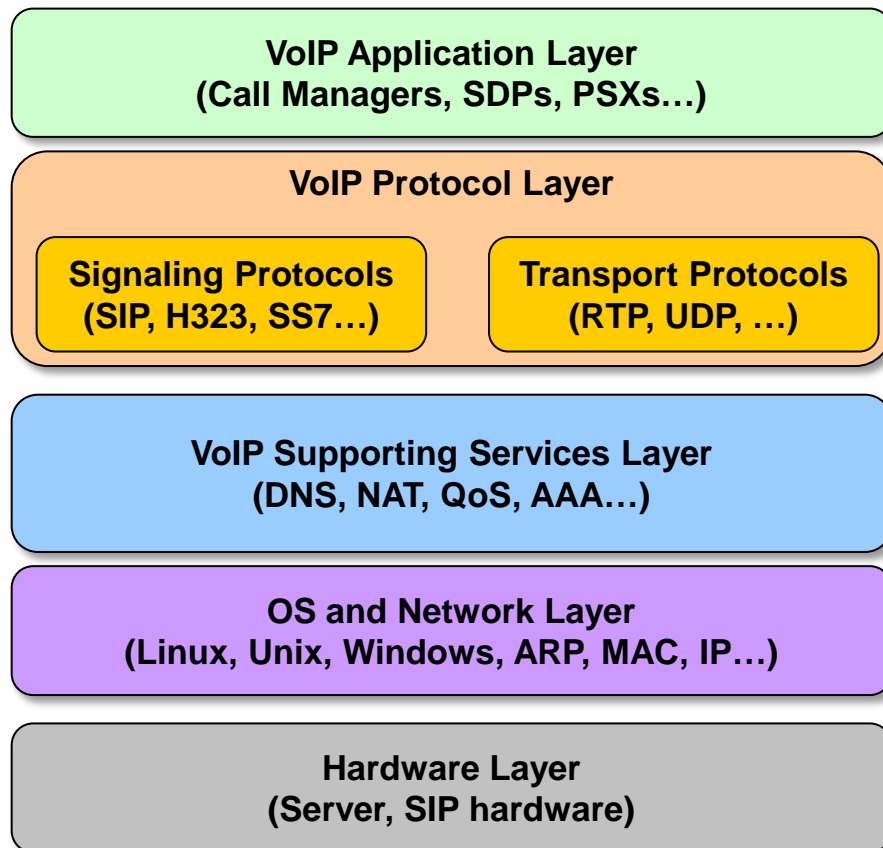 VoIP Application Layer
(Call Managers, SDPs, PSXs…)
VoIP Protocol Layer
Signaling Protocols
(SIP, H323, SS7…)
Transport Protocols
(RTP, UDP, …)
VoIP Supporting Services Layer
(DNS, NAT, QoS, AAA…)
OS and Network Layer
(Linux, Unix, Windows, ARP, MAC, IP…)
Hardware Layer
(Server, SIP hardware)